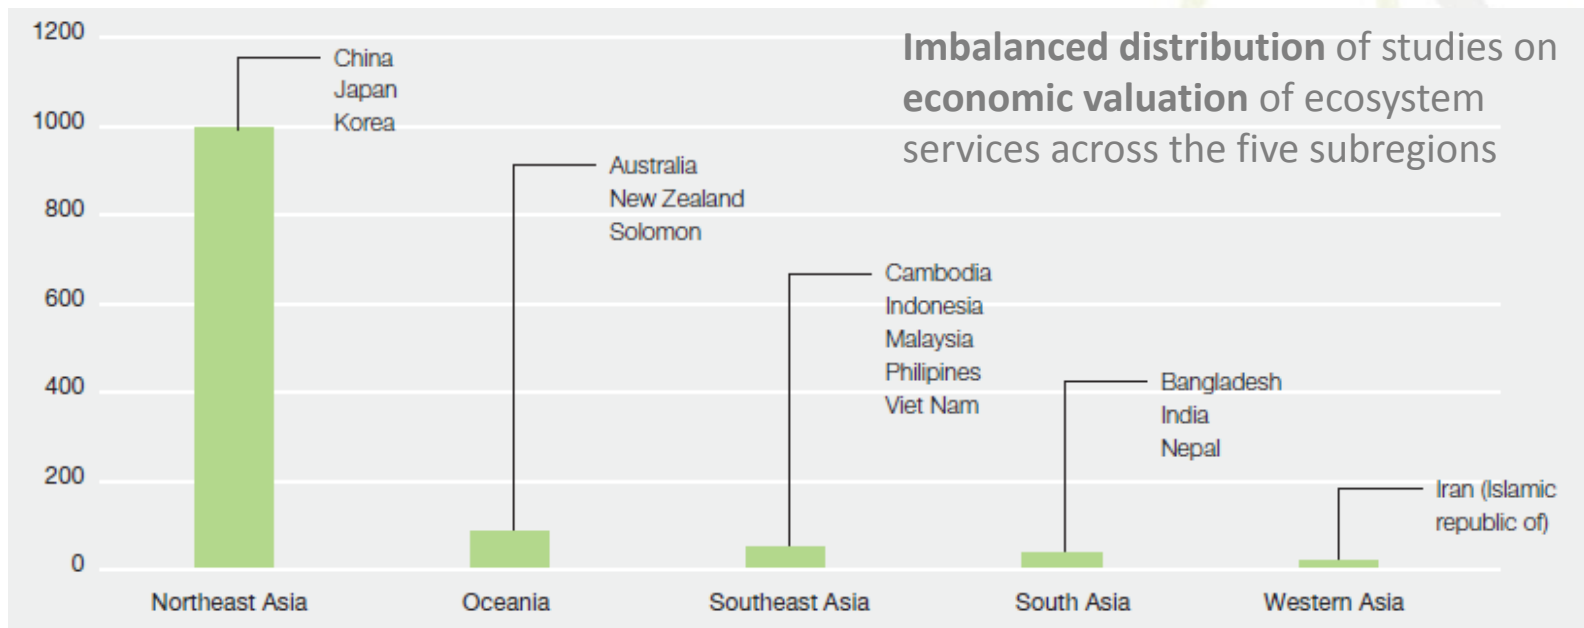 Imbalanced distribution of studies on
economic valuation of ecosystem
services across the five subregions
1200
1000
800
600
400
200
0
China
Japan
Korea
Australia
New Zealand
Solomon
Cambodia
Indonesia
Malaysia
Philipines
Viet Nam
Bangladesh
India
Nepal
Iran (Islamic
republic of)
Northeast Asia
Oceania
Southeast Asia
South Asia
Western Asia